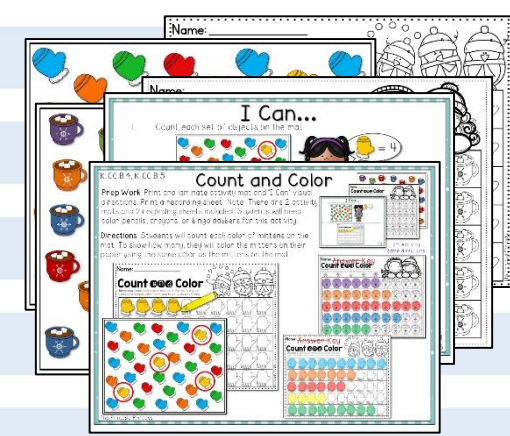 Name:
Name:
I Can...
1. Count each set of objects on the mat.
= 4
K.CC.B.4, K.CC.B.5
Count and Color
Prep Work: Print and laminate activity mat and "I Can" visual
directions. Print a recording sheet. Note: There are 2 activity
mats and 2 recording sheets included. Students will need
color pencils, crayons, or bingo daubers for this activity.
Directions: Students will count each color of mittens on the
mat. To show how many, they will color the mittens on their
paper using the same color as the mittens on the mat.
Count and Color
I Can...
Name:
Count and Color
Name: Answer Key
Count and Color
Name: Answer Key
Count and Color